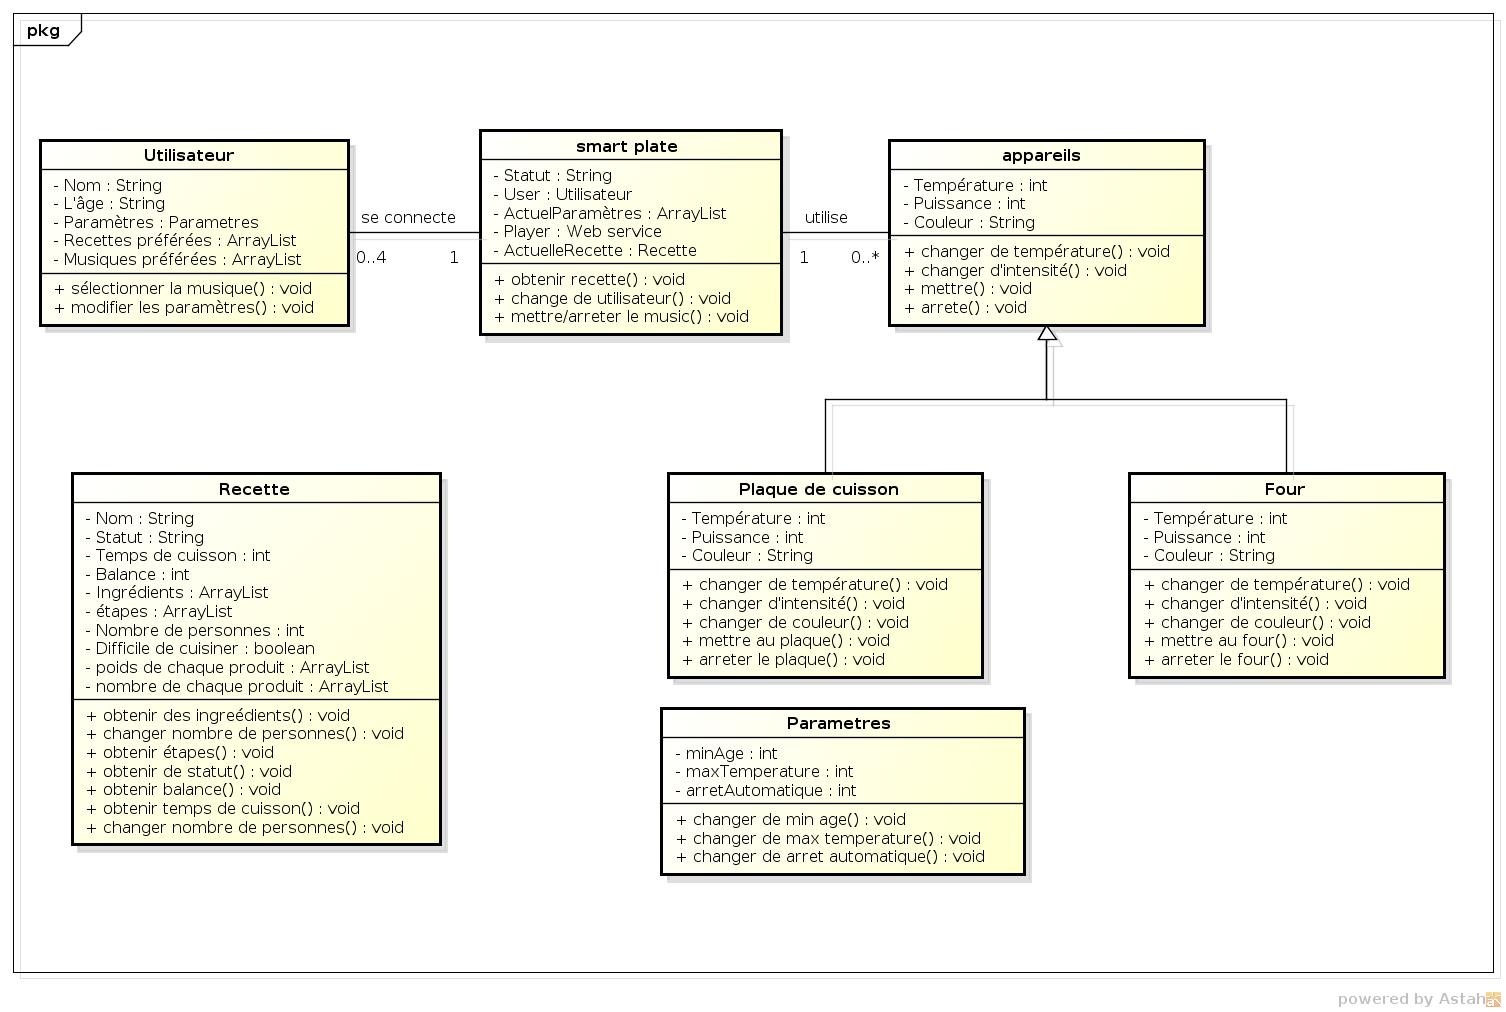 pkg
Utilisateur
- Nom : String
- L'âge : String
- Paramètres : Parametres
- Recettes préférées : ArrayList
- Musiques préférées : ArrayList
+ sélectionner la musique() : void
+ modifier les paramètres() : void
se connecte
0..4
1
smart plate
- Statut : String
- User : Utilisateur
- ActuelParamètres : ArrayList
- Player : Web service
- ActuelleRecette : Recette
+ obtenir recette() : void
+ change de utilisateur() : void
+ mettre/arreter le music() : void
utilise
1
0..*
appareils
- Température : int
- Puissance : int
- Couleur : String
+ changer de température() : void
+ changer d'intensité() : void
+ mettre() : void
+ arrete() : void
Recette
- Nom : String
- Statut : String
- Temps de cuisson : int
- Balance : int
- Ingrédients : ArrayList
- étapes : ArrayList
- Nombre de personnes : int
- Difficile de cuisiner : boolean
- poids de chaque produit : ArrayList
- nombre de chaque produit : ArrayList
+ obtenir des ingreédients() : void
+ changer nombre de personnes() : void
+ obtenir étapes() : void
+ obtenir de statut() : void
+ obtenir balance() : void
+ obtenir temps de cuisson() : void
+ changer nombre de personnes() : void
Plaque de cuisson
- Température : int
- Puissance : int
- Couleur : String
+ changer de température() : void
+ changer d'intensité() : void
+ changer de couleur() : void
+ mettre au plaque() : void
+ arreter le plaque() : void
Four
- Température : int
- Puissance : int
- Couleur : String
+ changer de température() : void
+ changer d'intensité() : void
+ changer de couleur() : void
+ mettre au four() : void
+ arreter le four() : void
Parametres
- minAge : int
- maxTemperature : int
- arretAutomatique : int
+ changer de min age() : void
+ changer de max temperature() : void
+ changer de arret automatique() : void
powered by Astah